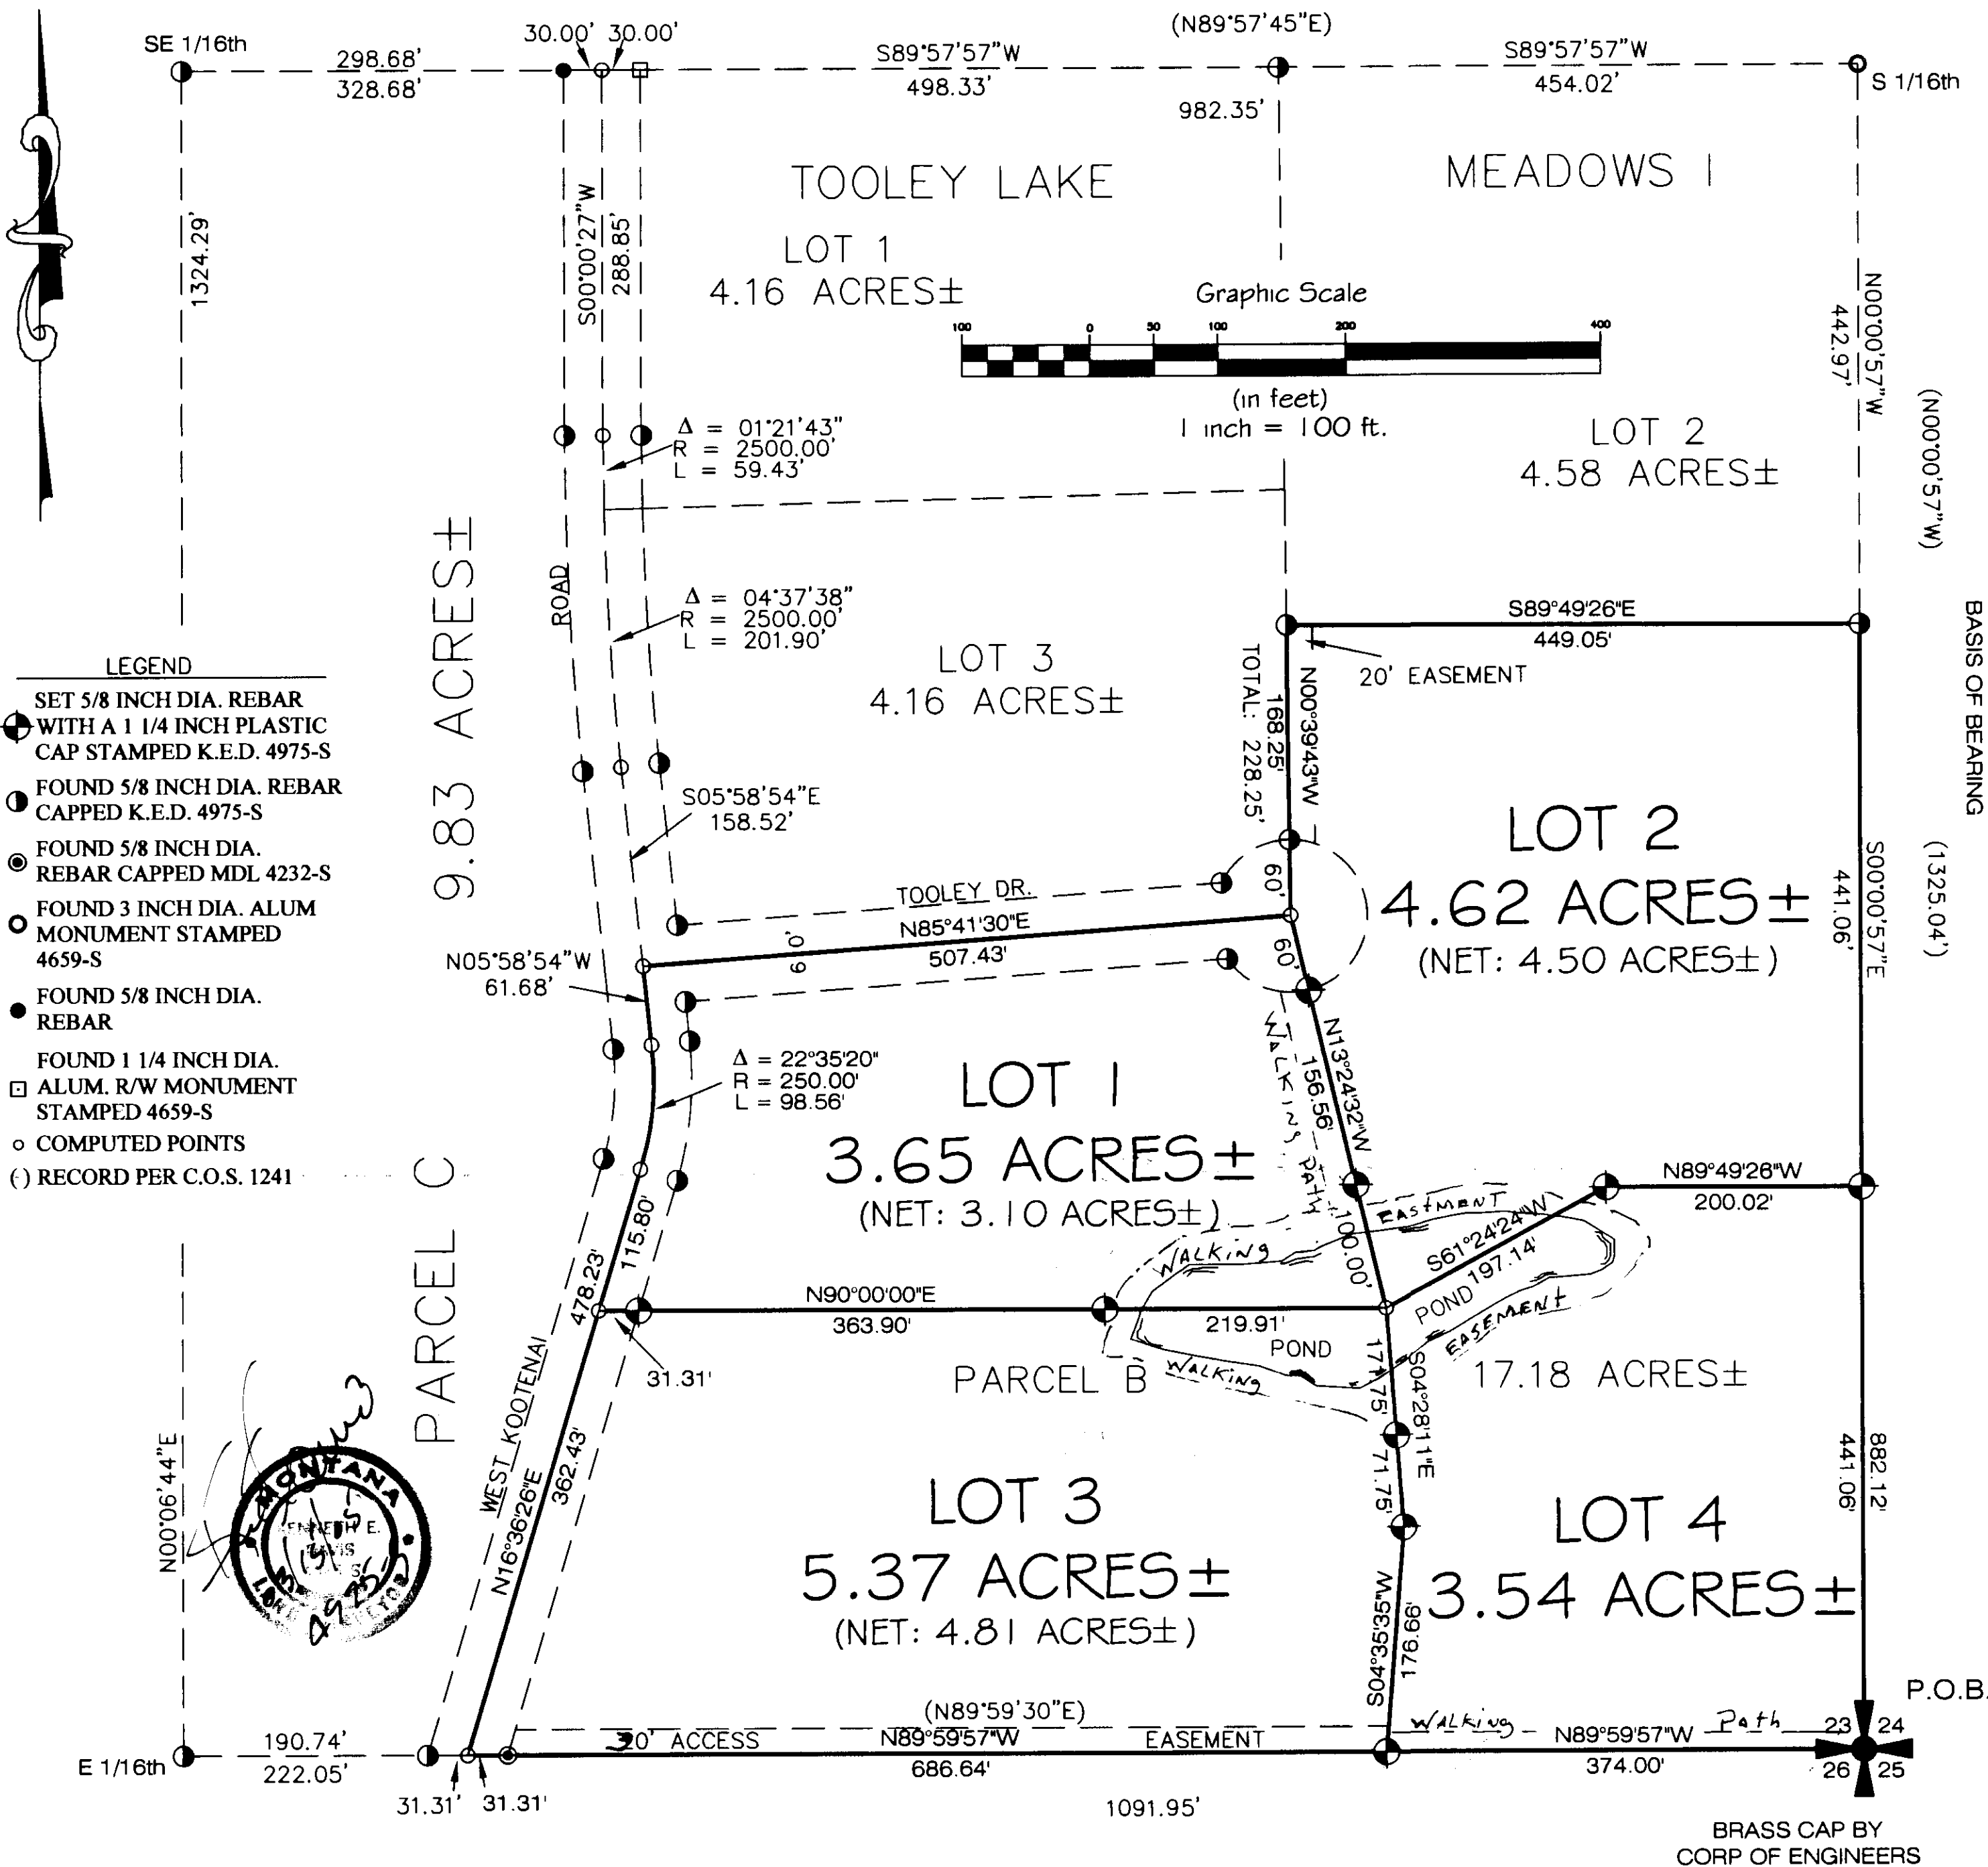 (N89°57'45"E)
SE 1/16th
30.00' 30.00'
298.68'
328.68'
S89°57'57"W
498.33'
S89°57'57"W
454.02'
S 1/16th
982.35'
1324.29'
S00°00'27"W
288.85'
TOOLEY LAKE
MEADOWS 1
LOT 1
4.16 ACRES±
Graphic Scale
100 0 50 100 200 400
(in feet)
1 inch = 100 ft.
N00°00'57"W
442.97'
(N00°00'57"W)
Δ = 01°21'43"
R = 2500.00'
L = 59.43'
LOT 2
4.58 ACRES±
9.83 ACRES±
ROAD
Δ = 04°37'38"
R = 2500.00'
L = 201.90'
S89°49'26"E
449.05'
BASIS OF BEARING
LOT 3
4.16 ACRES±
20' EASEMENT
TOTAL: 228.25'
168.25'
N00°39'43"W
LEGEND
SET 5/8 INCH DIA. REBAR
WITH A 1 1/4 INCH PLASTIC
CAP STAMPED K.E.D. 4975-S
FOUND 5/8 INCH DIA. REBAR
CAPPED K.E.D. 4975-S
FOUND 5/8 INCH DIA.
REBAR CAPPED MDL 4232-S
FOUND 3 INCH DIA. ALUM
MONUMENT STAMPED
4659-S
FOUND 5/8 INCH DIA.
REBAR
FOUND 1 1/4 INCH DIA.
ALUM. R/W MONUMENT
STAMPED 4659-S
COMPUTED POINTS
( ) RECORD PER C.O.S. 1241
S05°58'54"E
158.52'
LOT 2
4.62 ACRES±
(NET: 4.50 ACRES±)
S00°00'57"E
441.06'
(1325.04')
60'
TOOLEY DR.
N85°41'30"E
507.43'
60'
60'
N05°58'54"W
61.68'
Δ = 22°35'20"
R = 250.00'
L = 98.56'
LOT 1
3.65 ACRES±
(NET: 3.10 ACRES±)
WALKING PATH
N13°24'32"W
156.56'
100.00'
N89°49'26"W
200.02'
EASTMENT
WALKING
S61°24'24"W
197.14'
POND
EASEMENT
PARCEL C
115.80'
478.23'
N90°00'00"E
363.90'
219.91'
31.31'
POND
WALKING
PARCEL B
17.18 ACRES±
171.75'
S04°28'11"E
71.75'
WEST KOOTENAI
N16°36'26"E
362.43'
N00°06'44"E
MONTANA
KENNETH E.
DAVIS
LOT 3
5.37 ACRES±
(NET: 4.81 ACRES±)
LOT 4
3.54 ACRES±
882.12'
441.06'
S04°35'35"W
176.66'
P.O.B.
(N89°59'30"E)
WALKING Path
23 24
26 25
E 1/16th
190.74'
222.05'
30' ACCESS
N89°59'57"W
EASEMENT
686.64'
N89°59'57"W
374.00'
31.31' 31.31'
1091.95'
BRASS CAP BY
CORP OF ENGINEERS